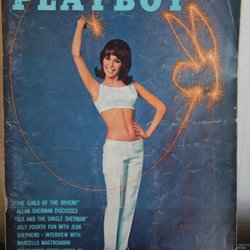 PLAYBOY
"THE GIRLS OF THE RIVIERA"
ALLAN SHERMAN DISCUSSES
"SEX AND THE SINGLE SHERMAN"
JULY FOURTH FUN WITH JEAN
SHEPHERD • INTERVIEW WITH
MARCELLO MASTROIANNI